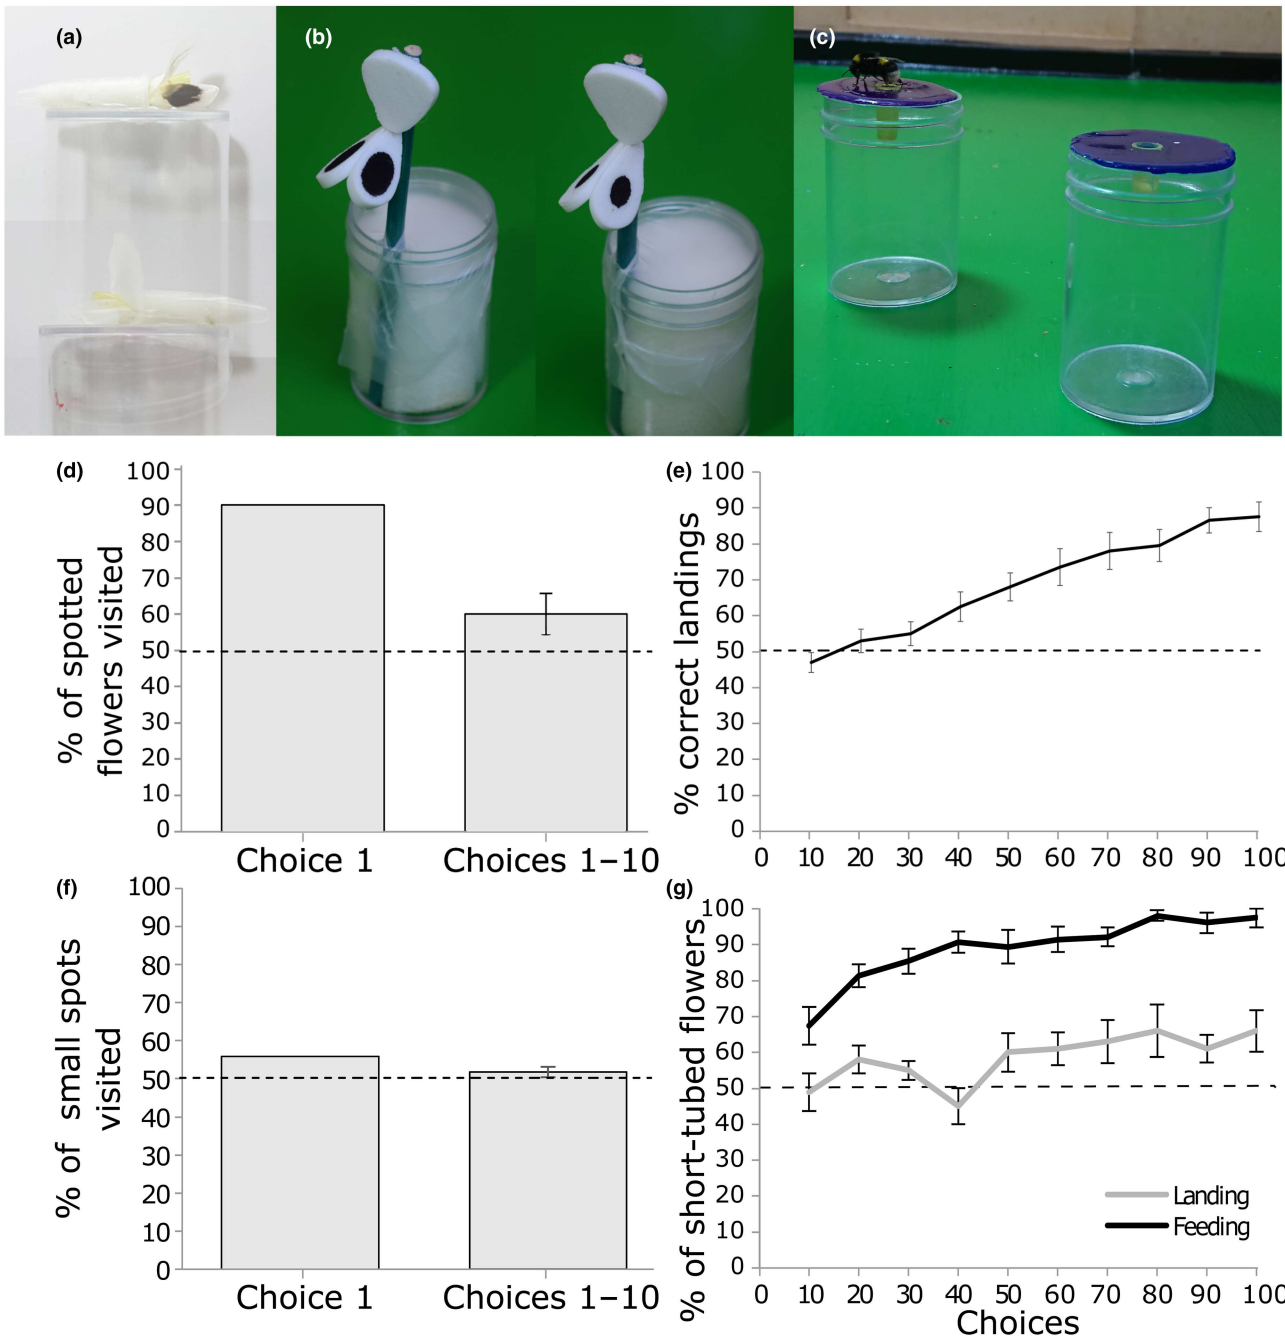 (a)
(b)
(c)
(d)
% of spotted
flowers visited
100
90
80
70
60
50
40
30
20
10
0
Choice 1
Choices 1–10
(e)
% correct landings
100
90
80
70
60
50
40
30
20
10
0
0 10 20 30 40 50 60 70 80 90 100
(f)
% of small spots
visited
100
90
80
70
60
50
40
30
20
10
0
Choice 1
Choices 1–10
(g)
% of short-tubed flowers
100
90
80
70
60
50
40
30
20
10
0
0 10 20 30 40 50 60 70 80 90 100
Choices
Landing
Feeding